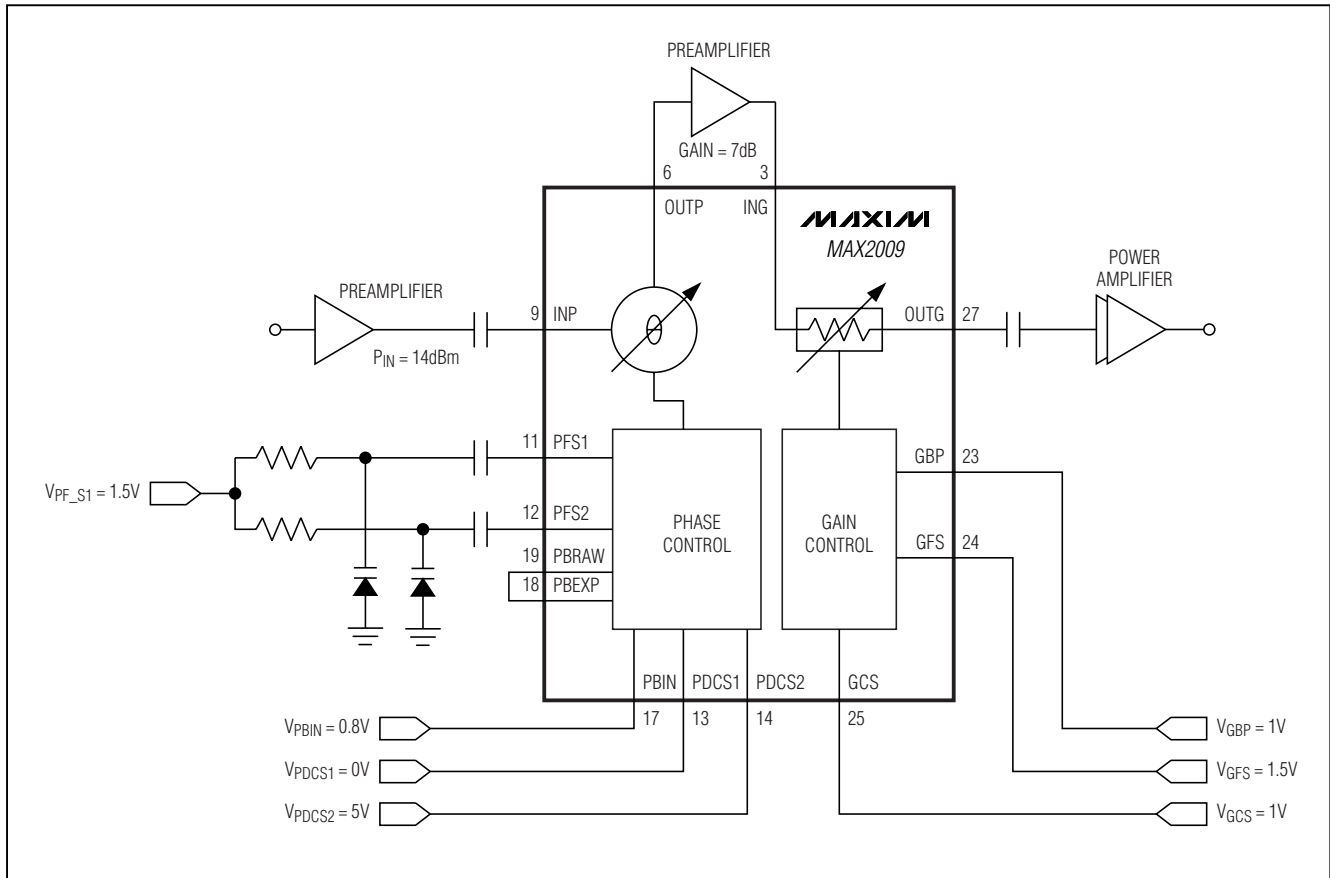 PREAMPLIFIER
GAIN = 7dB
6 3
OUTP ING
MAXIM
MAX2009
PREAMPLIFIER
PIN = 14dBm
9 INP
OUTG 27
POWER
AMPLIFIER
θ
VPF_S1 = 1.5V
11 PFS1
12 PFS2
19 PBRAW
18 PBEXP
PHASE
CONTROL
GAIN
CONTROL
GBP 23
GFS 24
PBIN PDCS1 PDCS2 GCS
17 13 14 25
VPBIN = 0.8V
VPDCS1 = 0V
VPDCS2 = 5V
VGBP = 1V
VGFS = 1.5V
VGCS = 1V